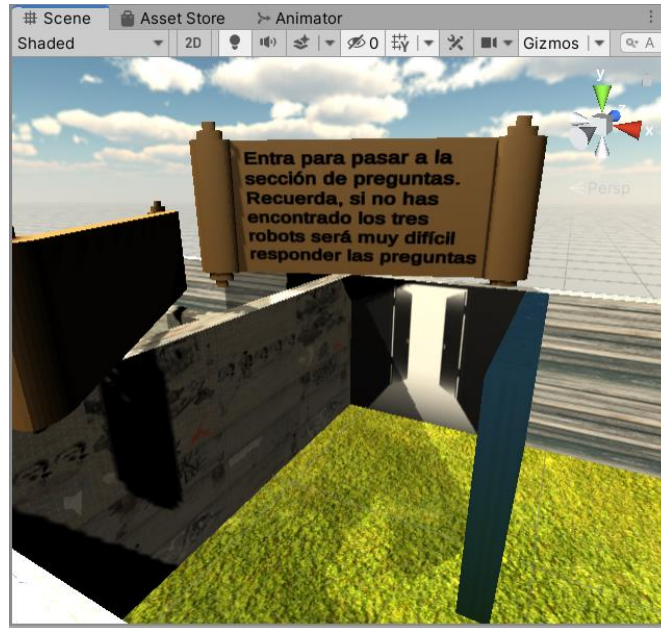 Scene Asset Store Animator
Shaded 2D 0 Gizmos A
y
x
Persp
Entra para pasar a la
sección de preguntas.
Recuerda, si no has
encontrado los tres
robots será muy difícil
responder las preguntas